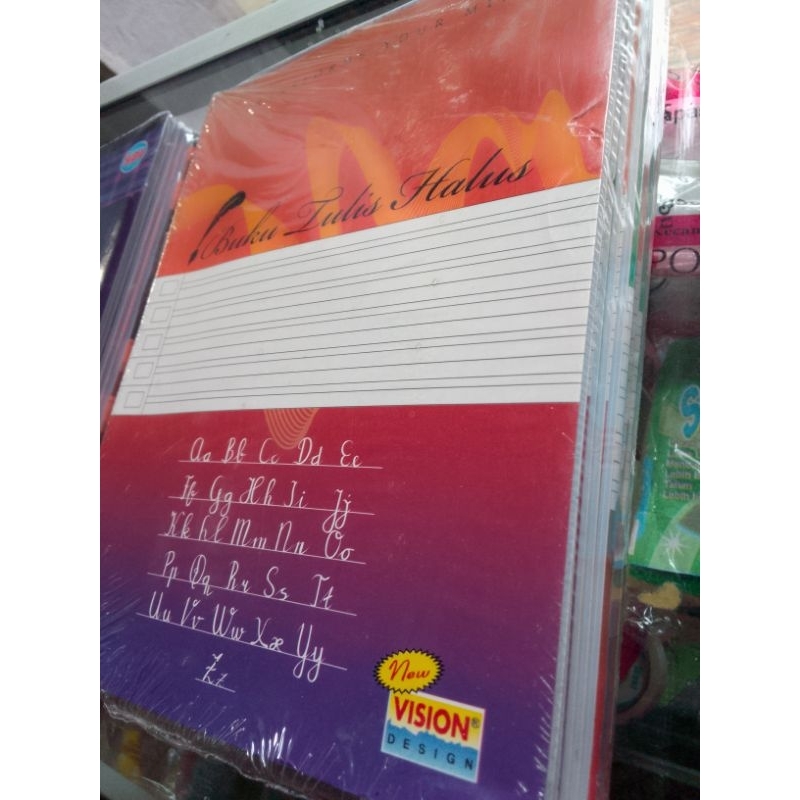 YOUR
Buku Tulis Halus
Aa Bb Cc Dd Ee
Ff Gg Hh Ii Jj
Kk Ll Mm Nn Oo
Pp Qq Rr Ss Tt
Uu Vv Ww Xx Yy
Zz
New
VISION®
DESIGN